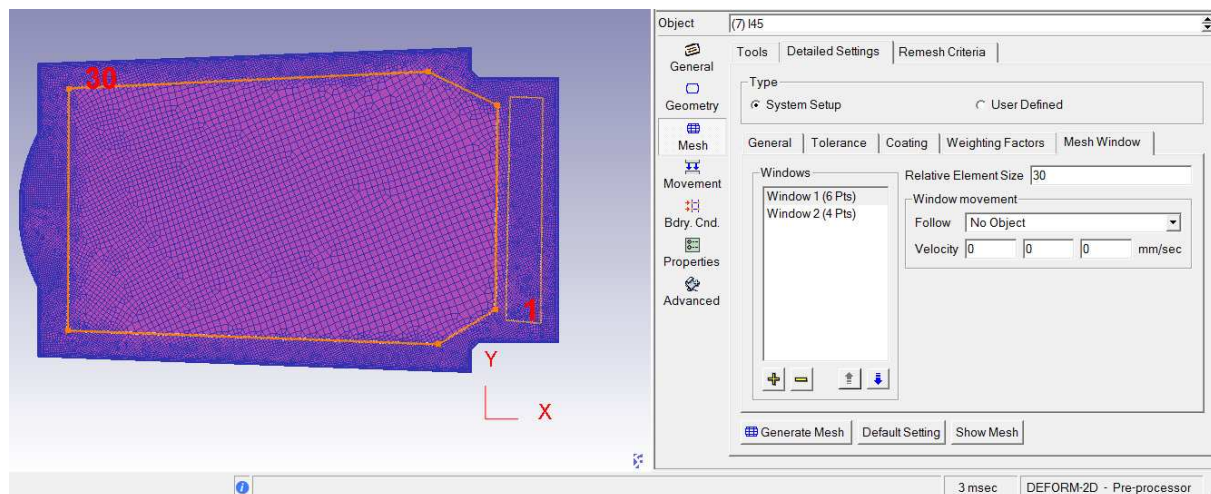 Object (7) I45
General
Geometry
Mesh
Movement
Bdry. Cnd.
Properties
Advanced
Tools Detailed Settings Remesh Criteria
Type
System Setup User Defined
General Tolerance Coating Weighting Factors Mesh Window
Windows
Window 1 (6 Pts)
Window 2 (4 Pts)
Relative Element Size 30
Window movement
Follow No Object
Velocity 0 0 0 mm/sec
Generate Mesh Default Setting Show Mesh
30
1
Y
X
3 msec DEFORM-2D - Pre-processor